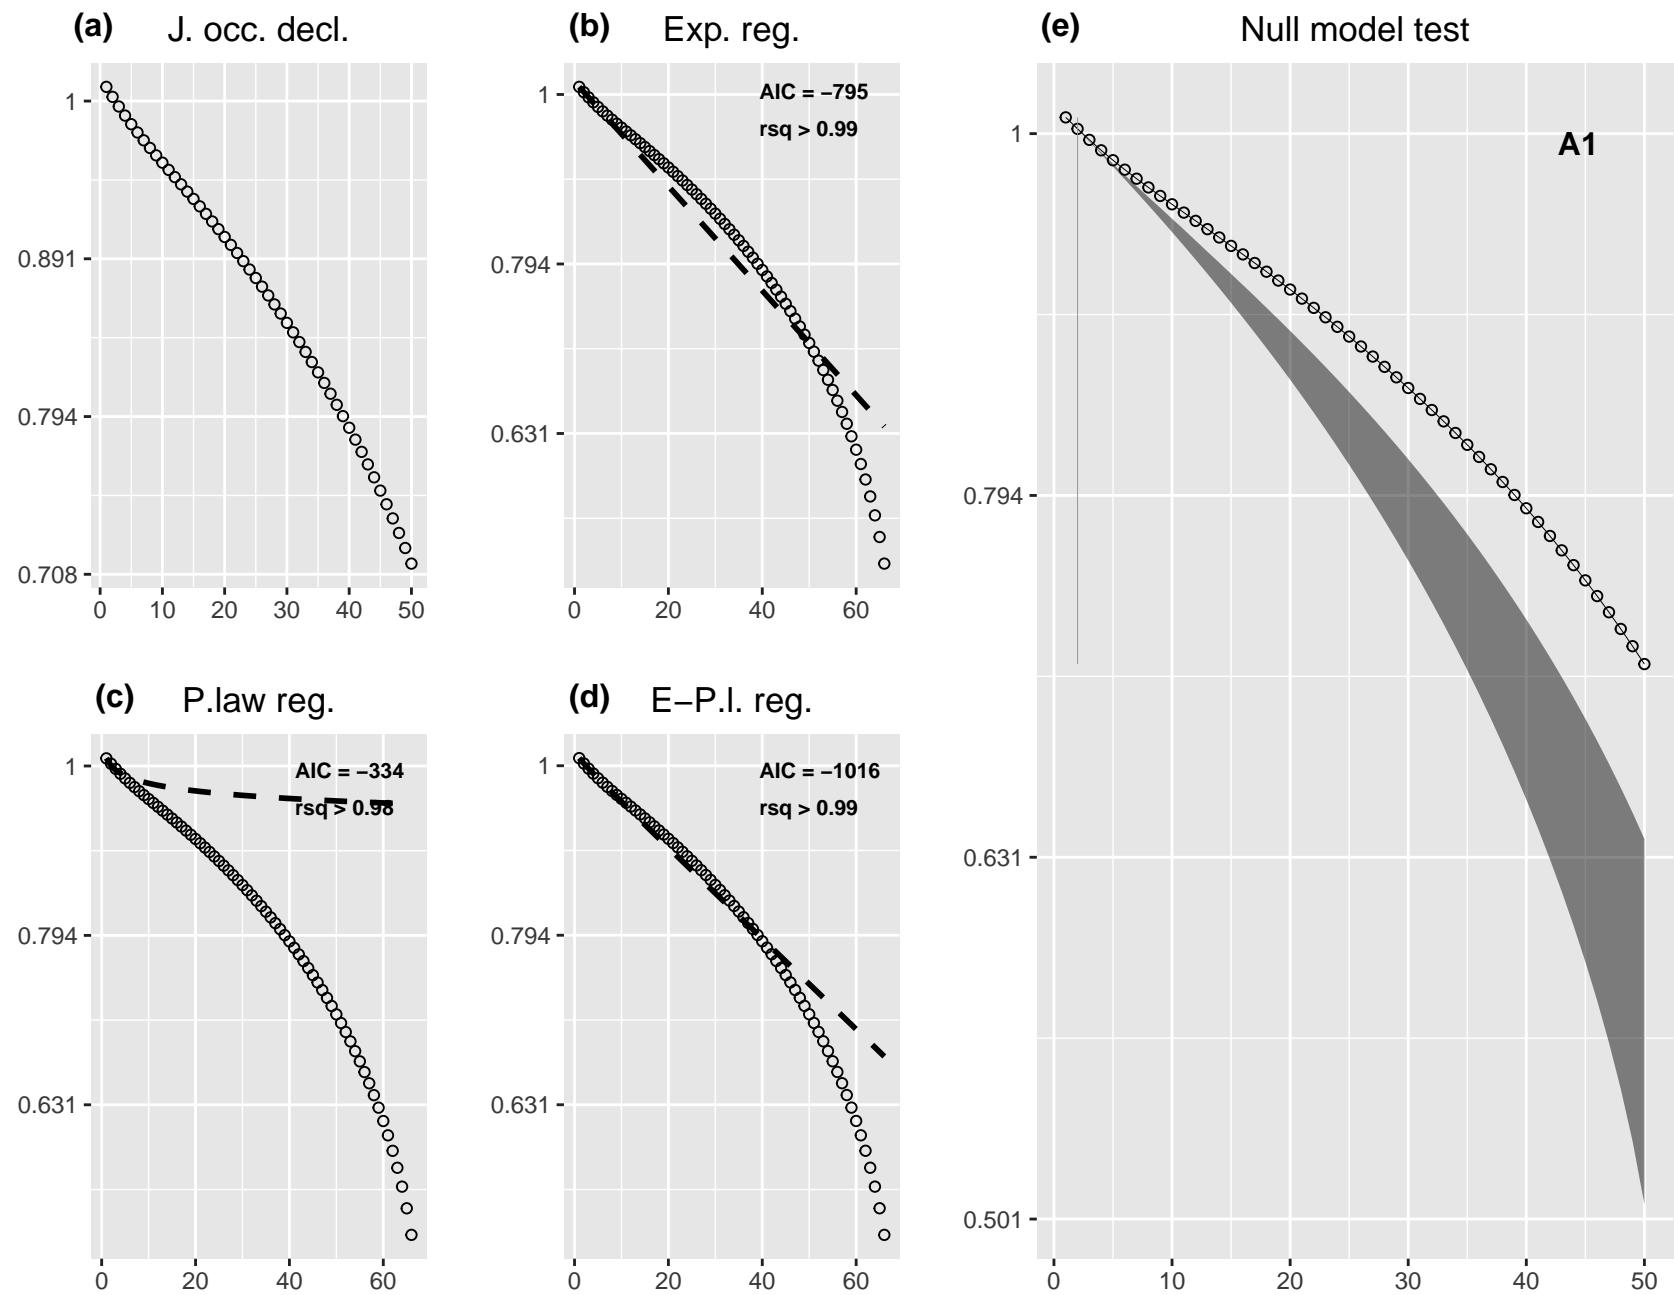 (a) J. occ. decl.
1
0.891
0.794
0.708
0 10 20 30 40 50
(b) Exp. reg.
AIC = −795
rsq > 0.99
1
0.794
0.631
0 20 40 60
(c) P.law reg.
AIC = −334
rsq > 0.98
1
0.794
0.631
0 20 40 60
(d) E−P.l. reg.
AIC = −1016
rsq > 0.99
1
0.794
0.631
0 20 40 60
(e) Null model test
A1
1
0.794
0.631
0.501
0 10 20 30 40 50